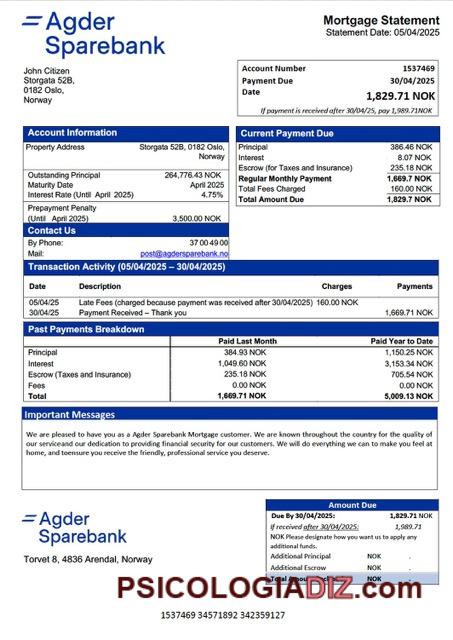 Agder
Sparebank
Mortgage Statement
Statement Date: 05/04/2025
John Citizen
Storgata 52B,
0182 Oslo,
Norway
Account Number 1537469
Payment Due 30/04/2025
Date 1,829.71 NOK
If payment is received after 30/04/25, pay 1,989.71NOK
Account Information
Property Address Storgata 52B, 0182 Oslo,
Norway
Outstanding Principal 264,776.43 NOK
Maturity Date April 2025
Interest Rate (Until April 2025) 4.75%
Prepayment Penalty
(Until April 2025) 3,500.00 NOK
Contact Us
By Phone: 37 00 49 00
Mail: post@agdersparebank.no
Current Payment Due
Principal 386.46 NOK
Interest 8.07 NOK
Escrow (for Taxes and Insurance) 235.18 NOK
Regular Monthly Payment 1,669.7 NOK
Total Fees Charged 160.00 NOK
Total Amount Due 1,829.7 NOK
Transaction Activity (05/04/2025 – 30/04/2025)
Date Description Charges Payments
05/04/25 Late Fees (charged because payment was received after 30/04/2025) 160.00 NOK
30/04/25 Payment Received – Thank you 1,669.71 NOK
Past Payments Breakdown
Paid Last Month Paid Year to Date
Principal 384.93 NOK 1,150.25 NOK
Interest 1,049.60 NOK 3,153.34 NOK
Escrow (Taxes and Insurance) 235.18 NOK 705.54 NOK
Fees 0.00 NOK 0.00 NOK
Total 1,669.71 NOK 5,009.13 NOK
Important Messages
We are pleased to have you as a Agder Sparebank Mortgage customer. We are known throughout the country for the quality of
our serviceand our dedication to providing financial security for our customers. We will do everything we can to make you feel at
home, and toensure you receive the friendly, professional service you deserve.
Agder
Sparebank
Torvet 8, 4836 Arendal, Norway
Amount Due
Due By 30/04/2025: 1,829.71 NOK
If received after 30/04/2025: 1,989.71
NOK Please designate how you want us to apply any
additional funds.
Additional Principal NOK .
Additional Escrow NOK .
Total NOK .
PSICOLOGIADIZ.com
1537469 34571892 342359127